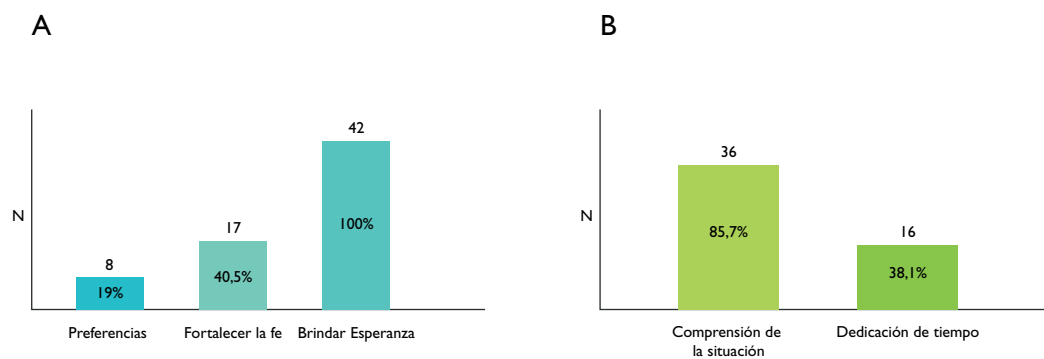 A
N
8
19%
17
40,5%
42
100%
Preferencias
Fortalecer la fe
Brindar Esperanza
B
N
36
85,7%
16
38,1%
Comprensión de
la situación
Dedicación de tiempo